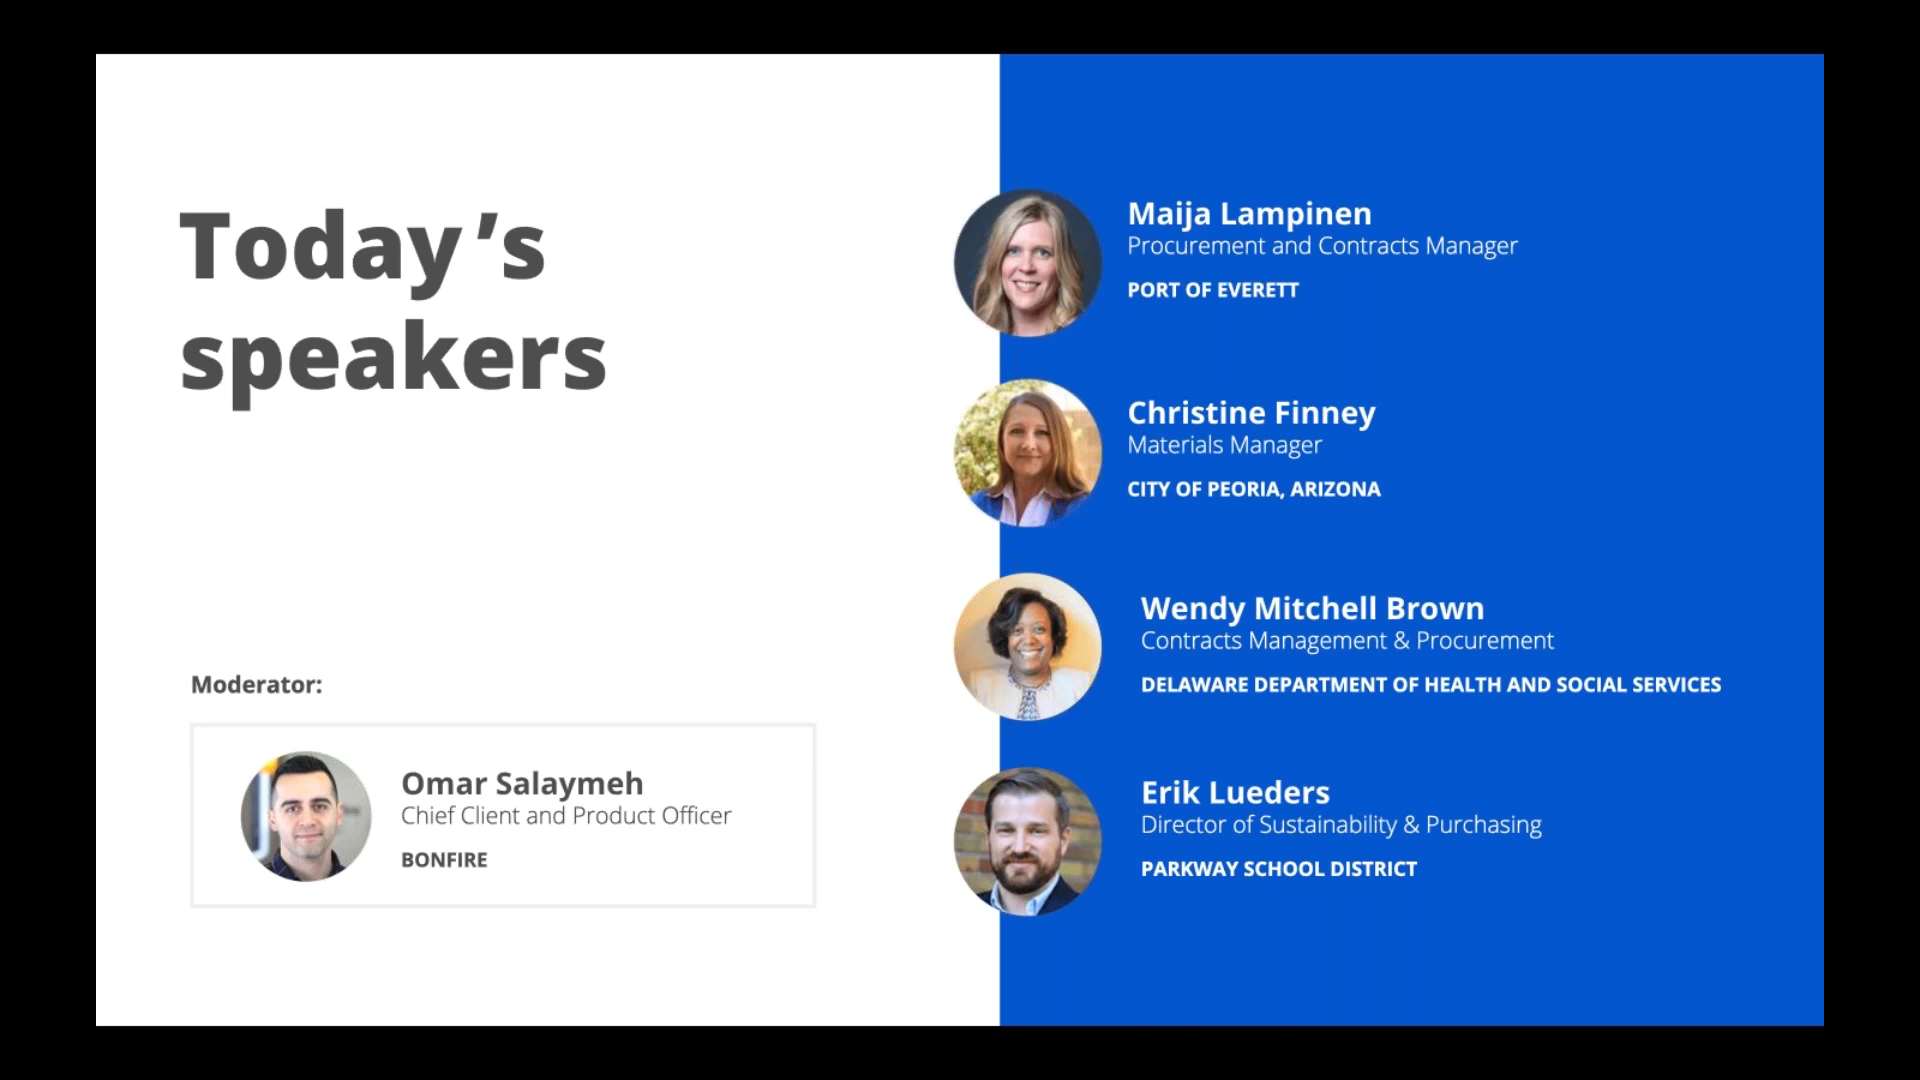 Today's
speakers
Moderator:
Omar Salaymeh
Chief Client and Product Officer
BONFIRE
Maija Lampinen
Procurement and Contracts Manager
PORT OF EVERETT
Christine Finney
Materials Manager
CITY OF PEORIA, ARIZONA
Wendy Mitchell Brown
Contracts Management & Procurement
DELAWARE DEPARTMENT OF HEALTH AND SOCIAL SERVICES
Erik Lueders
Director of Sustainability & Purchasing
PARKWAY SCHOOL DISTRICT